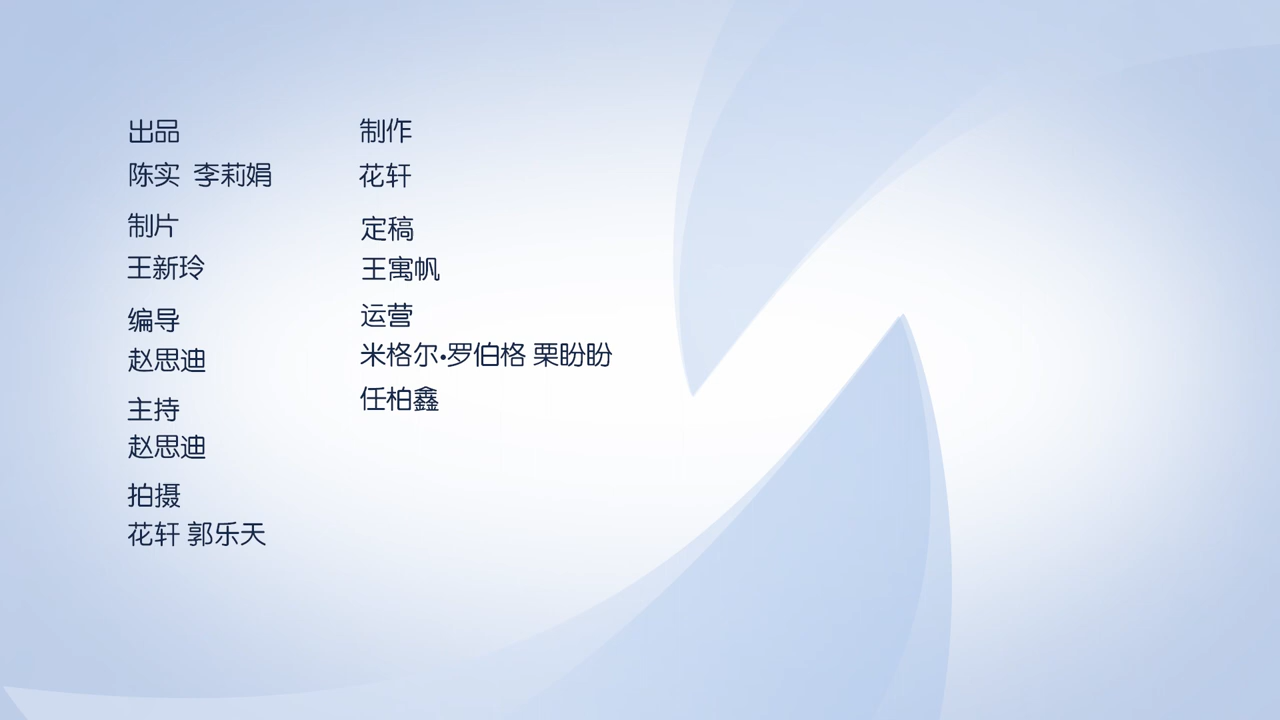 出品
陈实 李莉娟
制片
王新玲
编导
赵思迪
主持
赵思迪
拍摄
花轩 郭乐天
制作
花轩
定稿
王寓帆
运营
米格尔·罗伯格 栗盼盼
任柏鑫